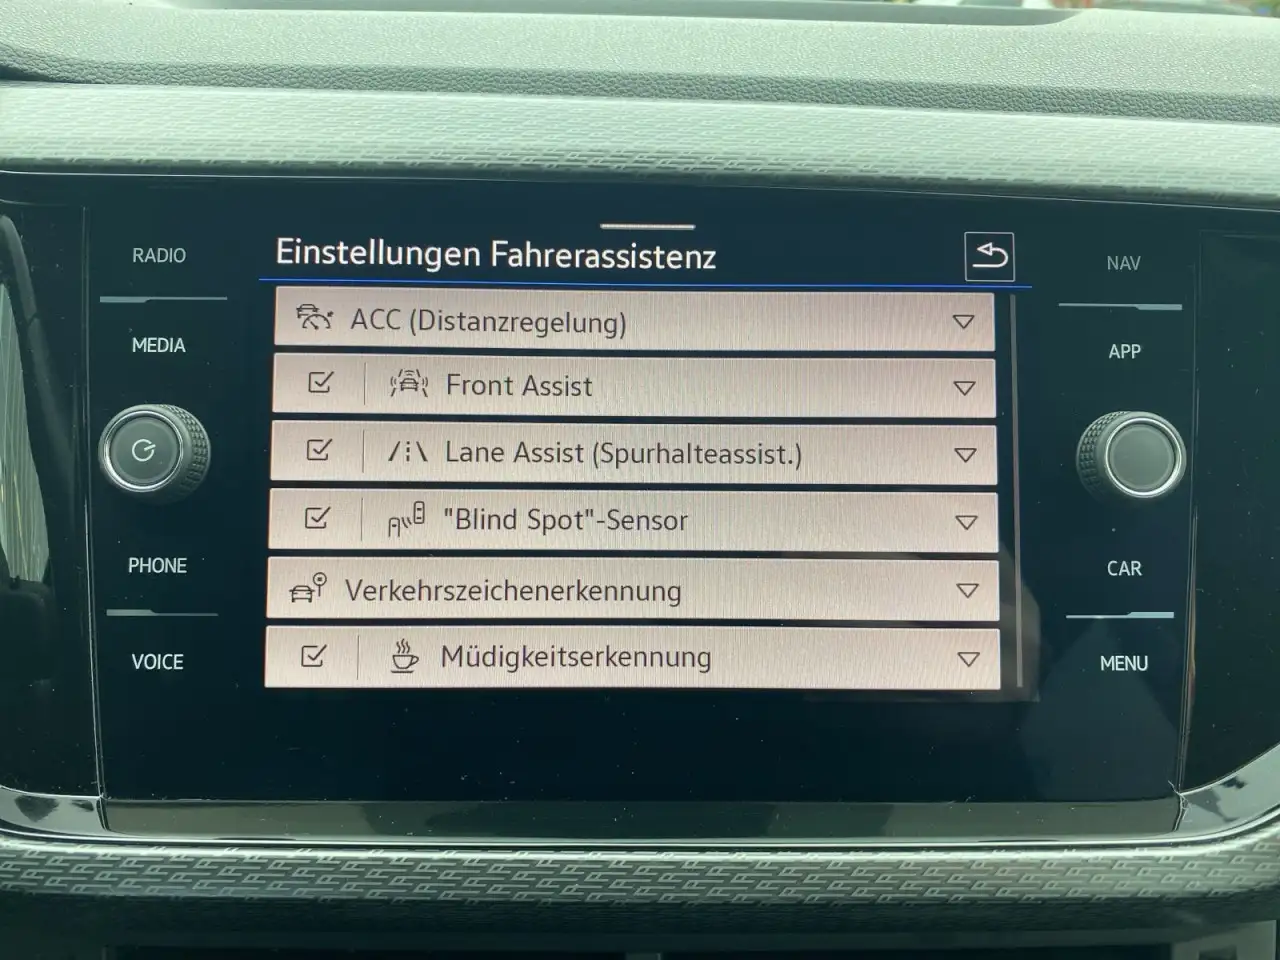 RADIO
MEDIA
PHONE
VOICE
Einstellungen Fahrerassistenz
ACC (Distanzregelung)
Front Assist
Lane Assist (Spurhalteassist.)
"Blind Spot"-Sensor
Verkehrszeichenerkennung
Müdigkeitserkennung
NAV
APP
CAR
MENU